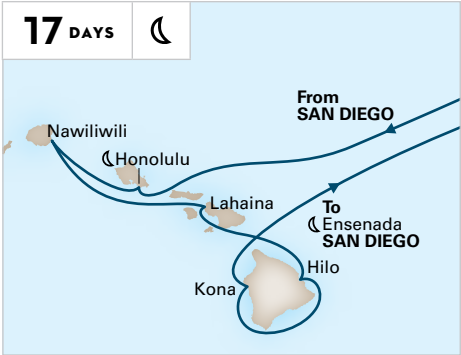 17 DAYS
From
SAN DIEGO
Nawiliwili
Honolulu
Lahaina
To
Ensenada
SAN DIEGO
Hilo
Kona